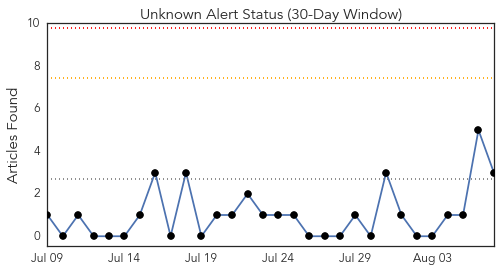 Unknown Alert Status (30-Day Window)
10
8
6
4
2
0
Articles Found
Jul 09 Jul 14 Jul 19 Jul 24 Jul 29 Aug 03